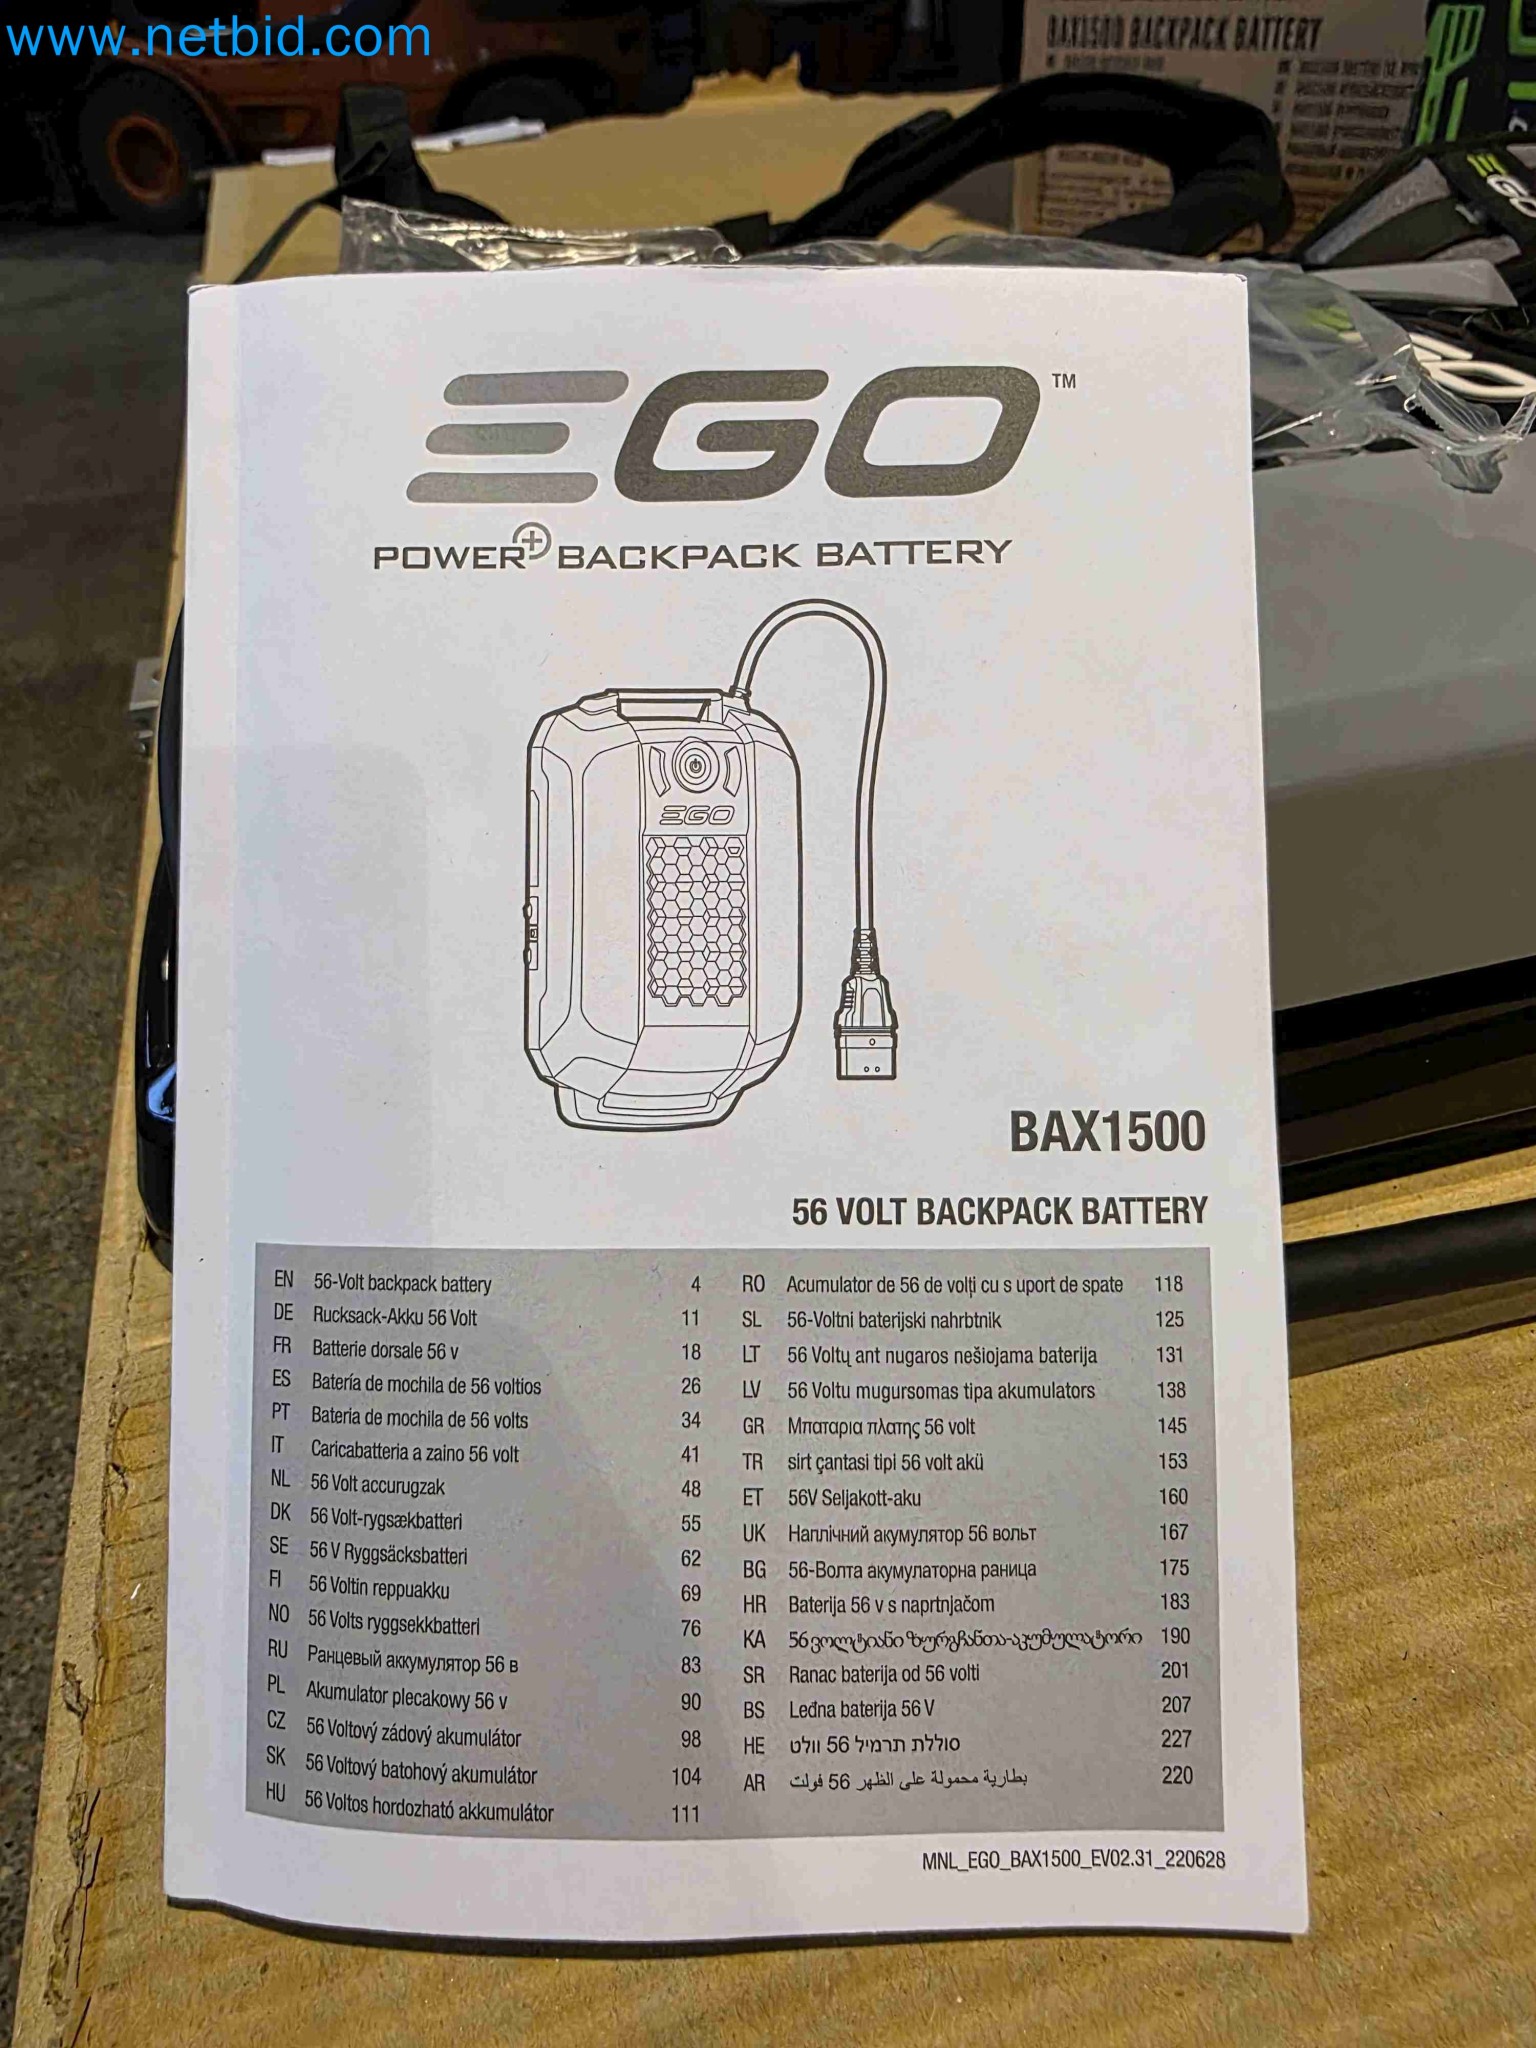 www.netbid.com
BAX1500 BACKPACK BATTERY
EGO
EGO™
POWER+ BACKPACK BATTERY
EGO
BAX1500
56 VOLT BACKPACK BATTERY
EN 56-Volt backpack battery 4
DE Rucksack-Akku 56 Volt 11
FR Batterie dorsale 56 v 18
ES Batería de mochila de 56 voltios 26
PT Bateria de mochila de 56 volts 34
IT Caricabatteria a zaino 56 volt 41
NL 56 Volt accurugzak 48
DK 56 Volt-rygsækbatteri 55
SE 56 V Ryggsäcksbatteri 62
FI 56 Voltin reppuakku 69
NO 56 Volts ryggsekkbatteri 76
RU Ранцевый аккумулятор 56 в 83
PL Akumulator plecakowy 56 v 90
CZ 56 Voltový zádový akumulátor 98
SK 56 Voltový batohový akumulátor 104
HU 56 Voltos hordozható akkumulátor 111
RO Acumulator de 56 de volți cu s uport de spate 118
SL 56-Voltni baterijski nahrbtnik 125
LT 56 Voltų ant nugaros nešiojama baterija 131
LV 56 Voltu mugursomas tipa akumulators 138
GR Μπαταρια πλατης 56 volt 145
TR sirt çantasi tipi 56 volt akü 153
ET 56V Seljakott-aku 160
UK Наплічний акумулятор 56 вольт 167
BG 56-Волта акумулаторна раница 175
HR Baterija 56 v s naprtnjačom 183
KA 56 ვოლტიანი ზურგჩანთა-აკუმულატორი 190
SR Ranac baterija od 56 volti 201
BS Leđna baterija 56 V 207
HE סוללת תרמיל 56 וולט 227
AR بطارية محمولة على الظهر 56 فولت 220
MNL_EGO_BAX1500_EV02.31_220628